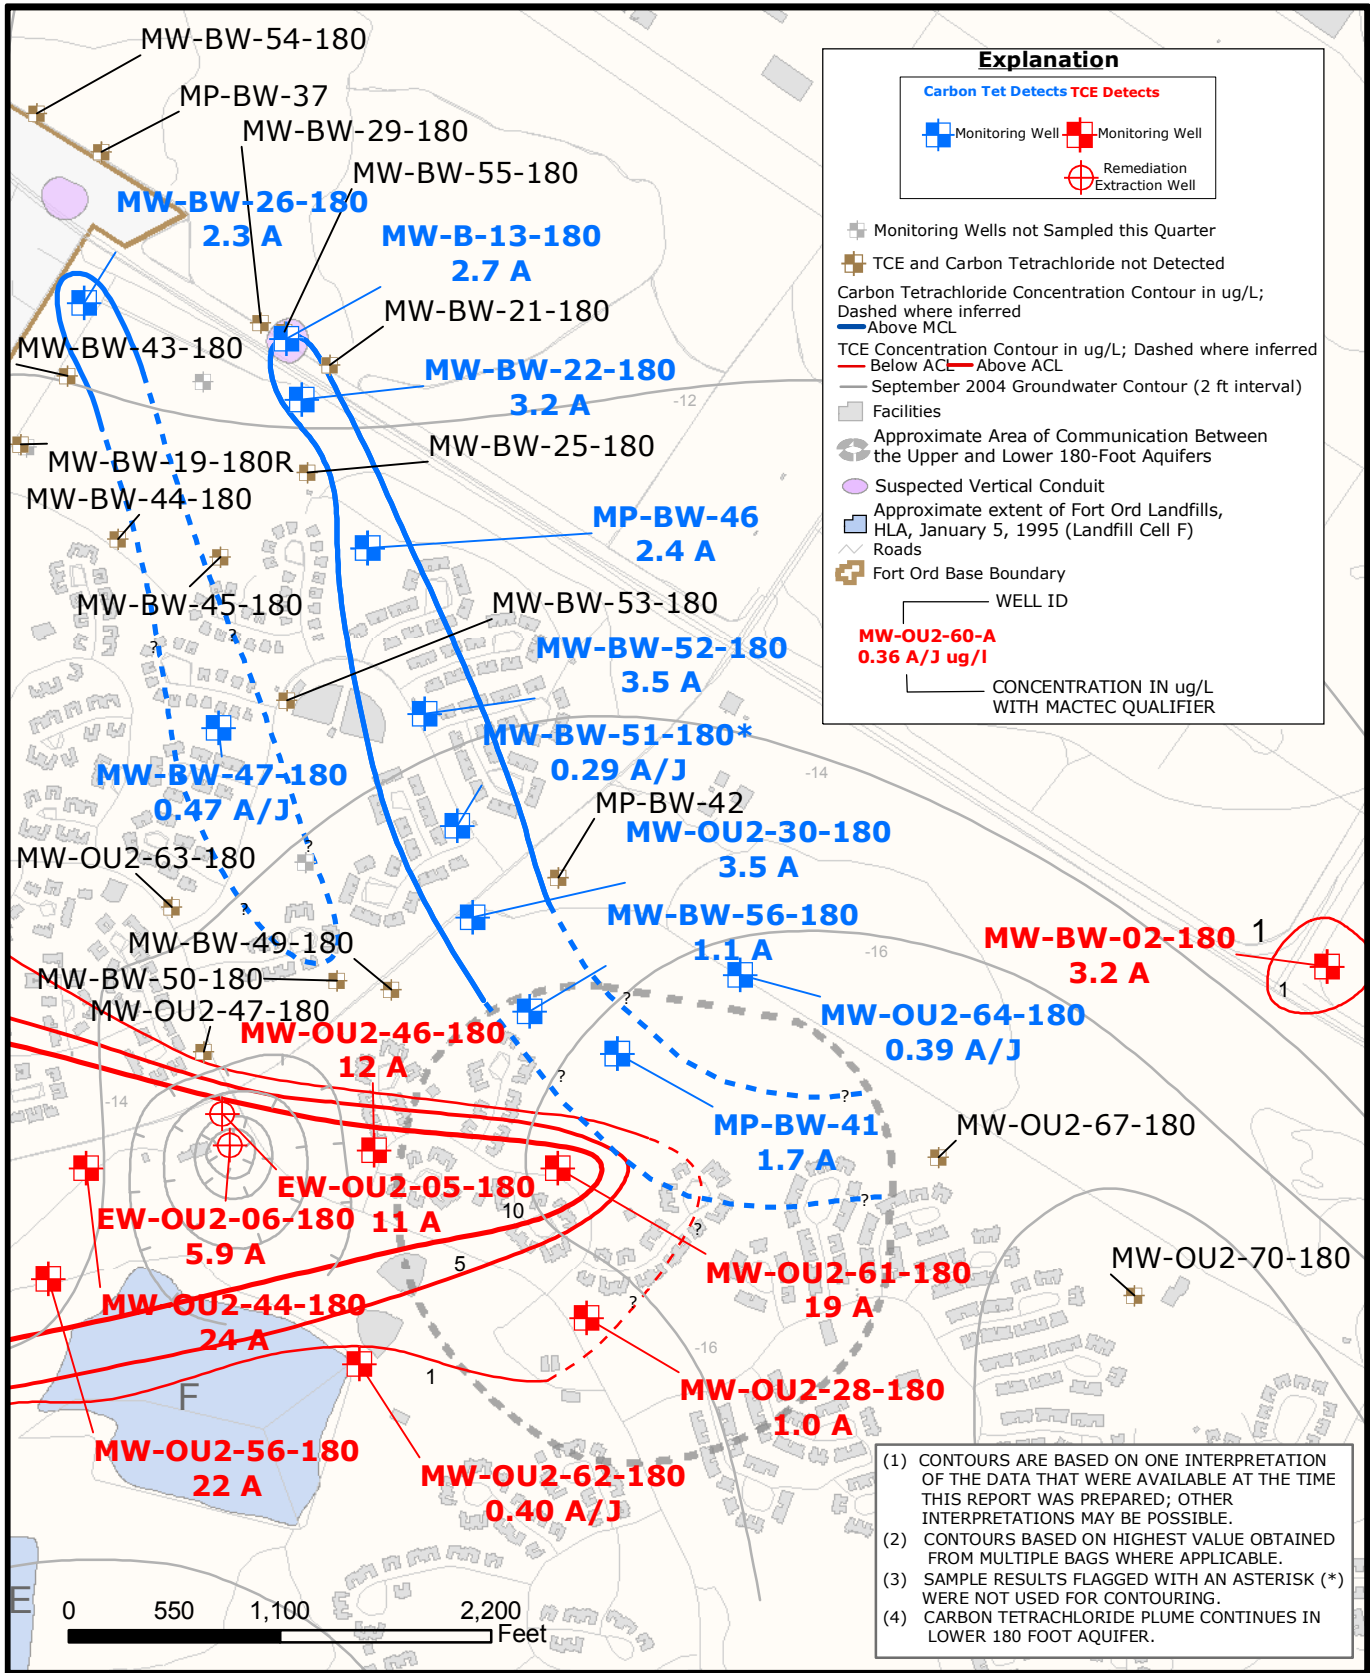 MW-BW-54-180
MP-BW-37
MW-BW-29-180
MW-BW-55-180
MW-BW-26-180
2.3 A
MW-B-13-180
2.7 A
MW-BW-21-180
MW-BW-43-180
MW-BW-22-180
3.2 A
-12
MW-BW-25-180
MW-BW-19-180R
MW-BW-44-180
MP-BW-46
2.4 A
MW-BW-45-180
MW-BW-53-180
?
?
MW-BW-52-180
3.5 A
MW-BW-51-180*
0.29 A/J
MW-BW-47-180
0.47 A/J
-14
MP-BW-42
MW-OU2-30-180
3.5 A
?
MW-OU2-63-180
?
MW-BW-56-180
1.1 A
MW-BW-49-180
-16
MW-BW-02-180
3.2 A
1
1
MW-BW-50-180
MW-OU2-47-180
?
MW-OU2-64-180
0.39 A/J
MW-OU2-46-180
12 A
?
?
-14
MP-BW-41
1.7 A
MW-OU2-67-180
EW-OU2-05-180
11 A
EW-OU2-06-180
5.9 A
10
?
?
5
MW-OU2-61-180
19 A
MW-OU2-70-180
MW-OU2-44-180
24 A
?
-16
1
F
MW-OU2-28-180
1.0 A
MW-OU2-56-180
22 A
MW-OU2-62-180
0.40 A/J
E
0 550 1,100 2,200
Feet
Explanation
Carbon Tet Detects TCE Detects
Monitoring Well Monitoring Well
Remediation
Extraction Well
Monitoring Wells not Sampled this Quarter
TCE and Carbon Tetrachloride not Detected
Carbon Tetrachloride Concentration Contour in ug/L;
Dashed where inferred
Above MCL
TCE Concentration Contour in ug/L; Dashed where inferred
Below ACL Above ACL
September 2004 Groundwater Contour (2 ft interval)
Facilities
Approximate Area of Communication Between
the Upper and Lower 180-Foot Aquifers
Suspected Vertical Conduit
Approximate extent of Fort Ord Landfills,
HLA, January 5, 1995 (Landfill Cell F)
Roads
Fort Ord Base Boundary
WELL ID
MW-OU2-60-A
0.36 A/J ug/l
CONCENTRATION IN ug/L
WITH MACTEC QUALIFIER
(1) CONTOURS ARE BASED ON ONE INTERPRETATION
OF THE DATA THAT WERE AVAILABLE AT THE TIME
THIS REPORT WAS PREPARED; OTHER
INTERPRETATIONS MAY BE POSSIBLE.
(2) CONTOURS BASED ON HIGHEST VALUE OBTAINED
FROM MULTIPLE BAGS WHERE APPLICABLE.
(3) SAMPLE RESULTS FLAGGED WITH AN ASTERISK (*)
WERE NOT USED FOR CONTOURING.
(4) CARBON TETRACHLORIDE PLUME CONTINUES IN
LOWER 180 FOOT AQUIFER.